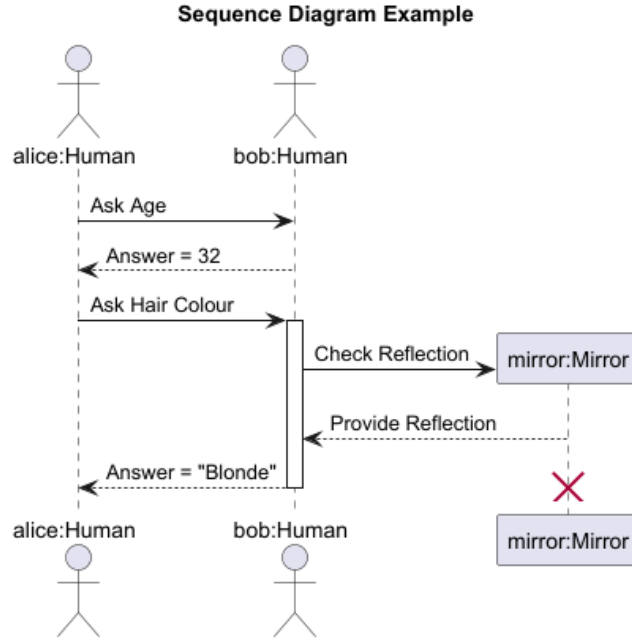 Sequence Diagram Example
alice:Human
bob:Human
Ask Age
Answer = 32
Ask Hair Colour
Check Reflection
mirror:Mirror
Provide Reflection
Answer = "Blonde"
alice:Human
bob:Human
mirror:Mirror